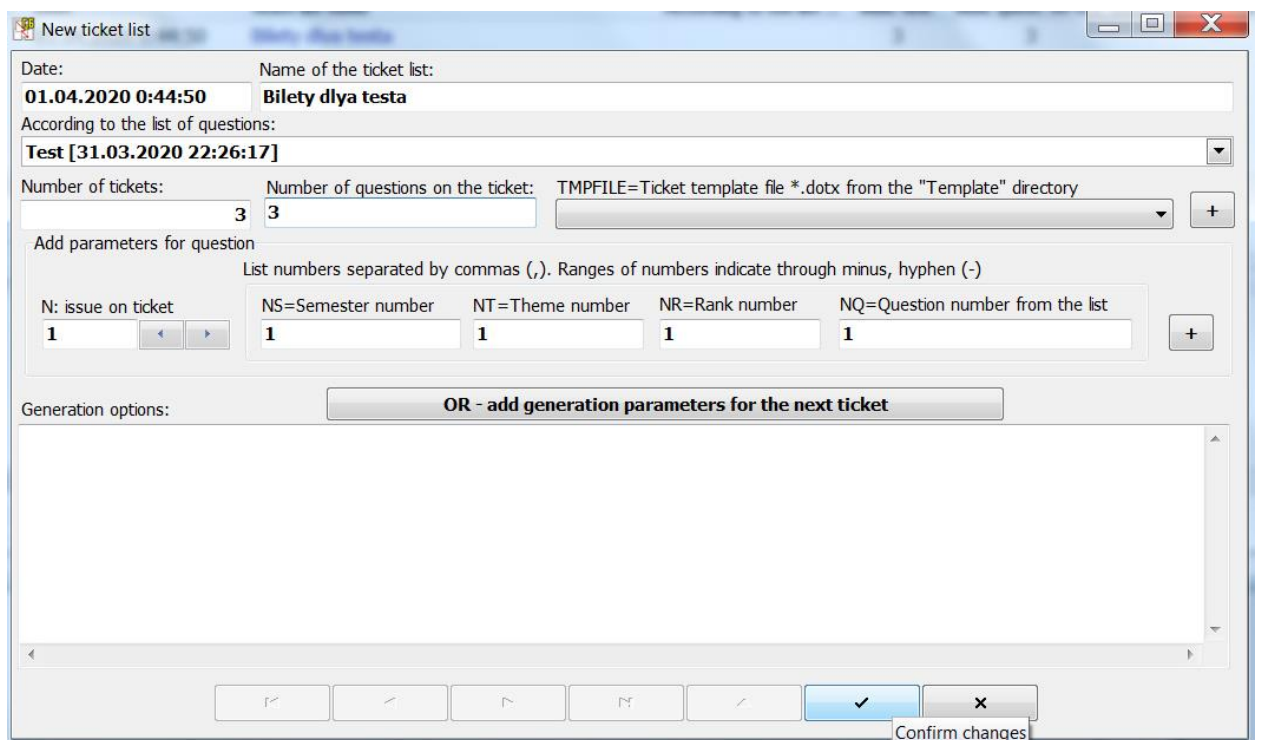 New ticket list
Date: Name of the ticket list:
01.04.2020 0:44:50 Bilety dlya testa
According to the list of questions:
Test [31.03.2020 22:26:17]
Number of tickets: Number of questions on the ticket: TMPFILE=Ticket template file *.dotx from the "Template" directory
3 3 +
Add parameters for question
List numbers separated by commas (,). Ranges of numbers indicate through minus, hyphen (-)
N: issue on ticket NS=Semester number NT=Theme number NR=Rank number NQ=Question number from the list
1 1 1 1 1 +
OR - add generation parameters for the next ticket
Generation options:
Confirm changes